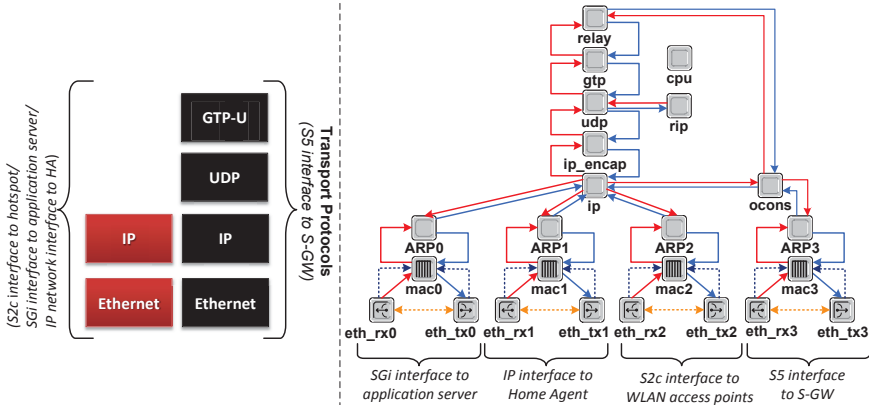 (S2c interface to hotspot/
SGi interface to application server/
IP network interface to HA)
GTP-U
UDP
IP
IP
Ethernet
Ethernet
Transport Protocols
(S5 interface to S-GW)
relay
gtp
cpu
udp
rip
ip_encap
ip
ocons
ARP0
ARP1
ARP2
ARP3
mac0
mac1
mac2
mac3
eth_rx0
eth_tx0
eth_rx1
eth_tx1
eth_rx2
eth_tx2
eth_rx3
eth_tx3
SGi interface to
application server
IP interface to
Home Agent
S2c interface to
WLAN access points
S5 interface
to S-GW